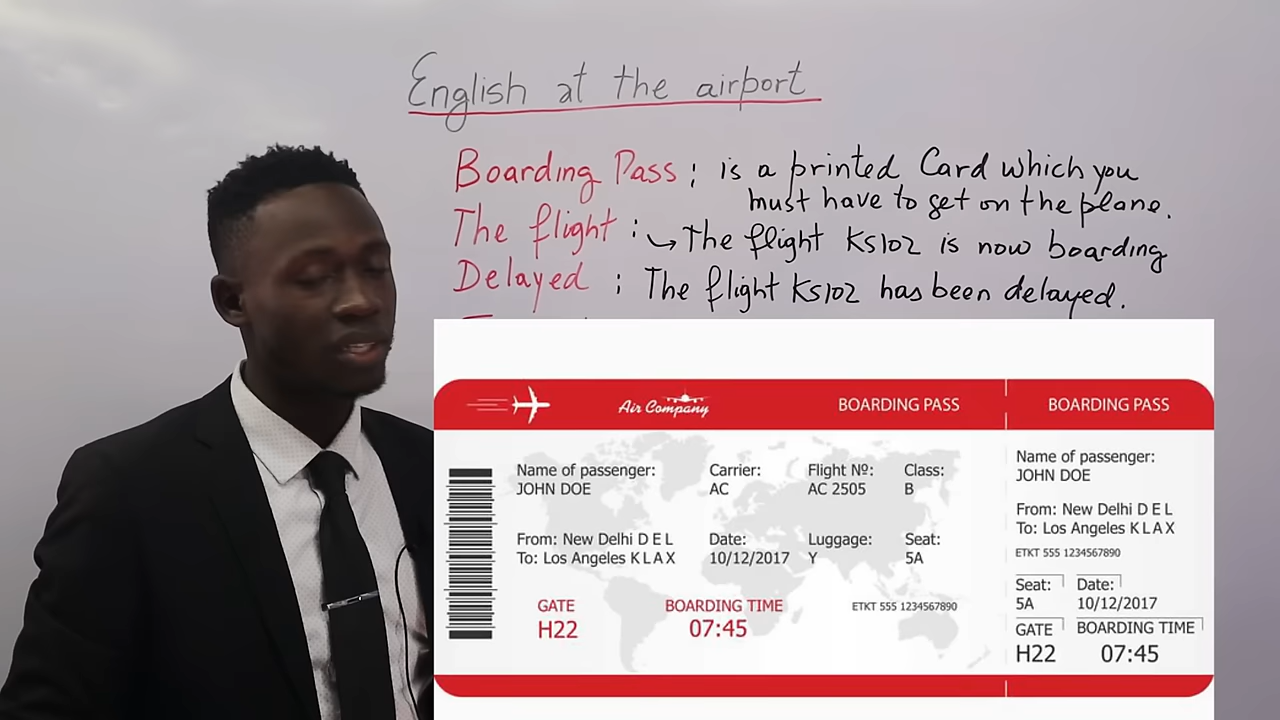 English at the airport
Boarding Pass : is a printed Card which you
must have to get on the plane.
The flight : ↳ The flight KS102 is now boarding
Delayed : The flight KS102 has been delayed.
Air Company
BOARDING PASS
Name of passenger:
JOHN DOE
Carrier:
AC
Flight Nº:
AC 2505
Class:
B
From: New Delhi D E L
To: Los Angeles K L A X
Date:
10/12/2017
Luggage:
Y
Seat:
5A
GATE
H22
BOARDING TIME
07:45
ETKT 555 1234567890
BOARDING PASS
Name of passenger:
JOHN DOE
From: New Delhi D E L
To: Los Angeles K L A X
ETKT 555 1234567890
Seat:
5A
Date:
10/12/2017
GATE
H22
BOARDING TIME
07:45